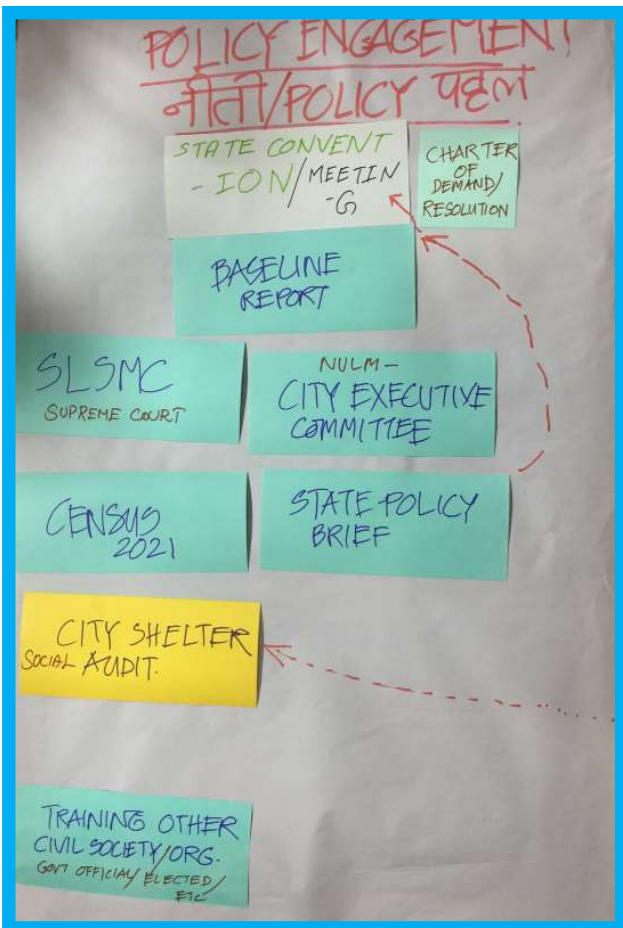 POLICY ENGAGEMENT
नीती/POLICY पहल
STATE CONVENT
-ION/MEETIN
-G
CHARTER
OF
DEMAND/
RESOLUTION
BASELINE
REPORT
SLSMC
SUPREME COURT
NULM-
CITY EXECUTIVE
COMMITTEE
CENSUS
2021
STATE POLICY
BRIEF
CITY SHELTER
SOCIAL AUDIT.
TRAINING OTHER
CIVIL SOCIETY/ORG.
GOVT OFFICIAL/ELECTED/
ETC